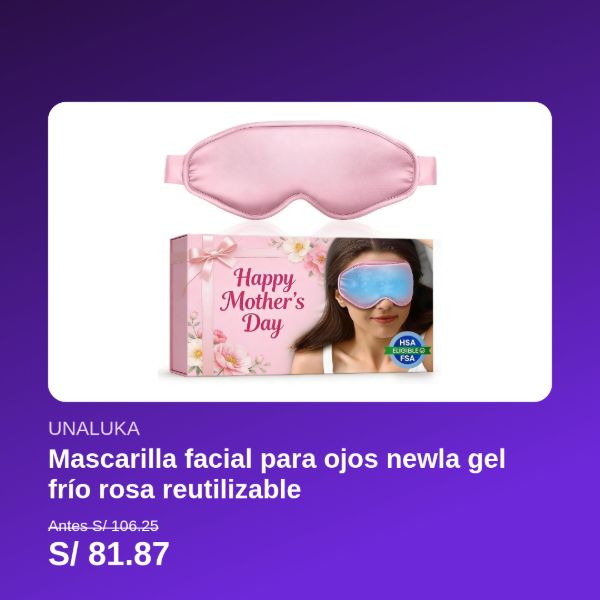 Happy
Mother's
Day
HSA
ELIGIBLE
FSA
UNALUKA
Mascarilla facial para ojos newla gel
frío rosa reutilizable
Antes S/ 106.25
S/ 81.87